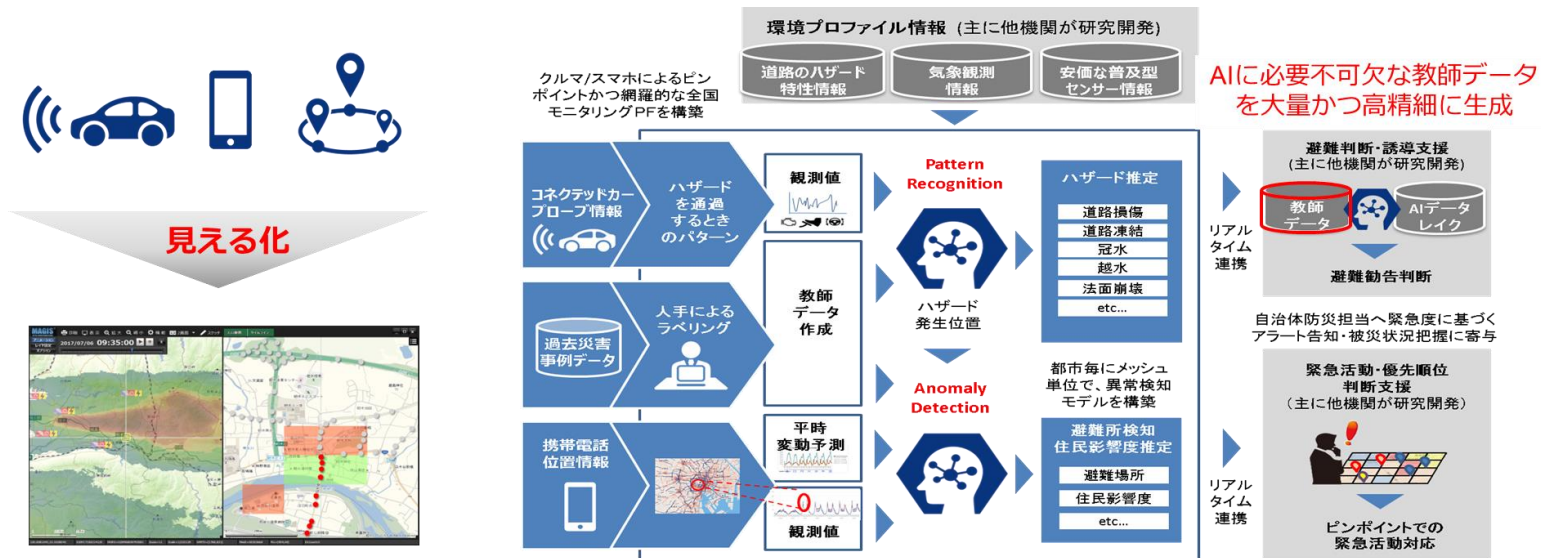 見える化
MAGIS
2017/07/06 09:35:00
環境プロファイル情報 (主に他機関が研究開発)
道路のハザード
特性情報
気象観測
情報
安価な普及型
センサー情報
クルマ/スマホによるピン
ポイントかつ網羅的な全国
モニタリングPFを構築
AIに必要不可欠な教師データ
を大量かつ高精細に生成
コネクテッドカー
プローブ情報
ハザード
を通過
するとき
のパターン
観測値
Pattern
Recognition
ハザード推定
道路損傷
道路凍結
冠水
越水
法面崩壊
etc...
リアル
タイム
連携
避難判断・誘導支援
(主に他機関が研究開発)
教師
データ
AIデータ
レイク
避難勧告判断
過去災害
事例データ
人手による
ラベリング
教師
データ
作成
ハザード
発生位置
自治体防災担当へ緊急度に基づく
アラート告知・被災状況把握に寄与
Anomaly
Detection
都市毎にメッシュ
単位で、異常検知
モデルを構築
携帯電話
位置情報
平時
変動予測
観測値
避難所検知
住民影響度推定
避難場所
住民影響度
etc...
リアル
タイム
連携
緊急活動・優先順位
判断支援
（主に他機関が研究開発）
ピンポイントでの
緊急活動対応